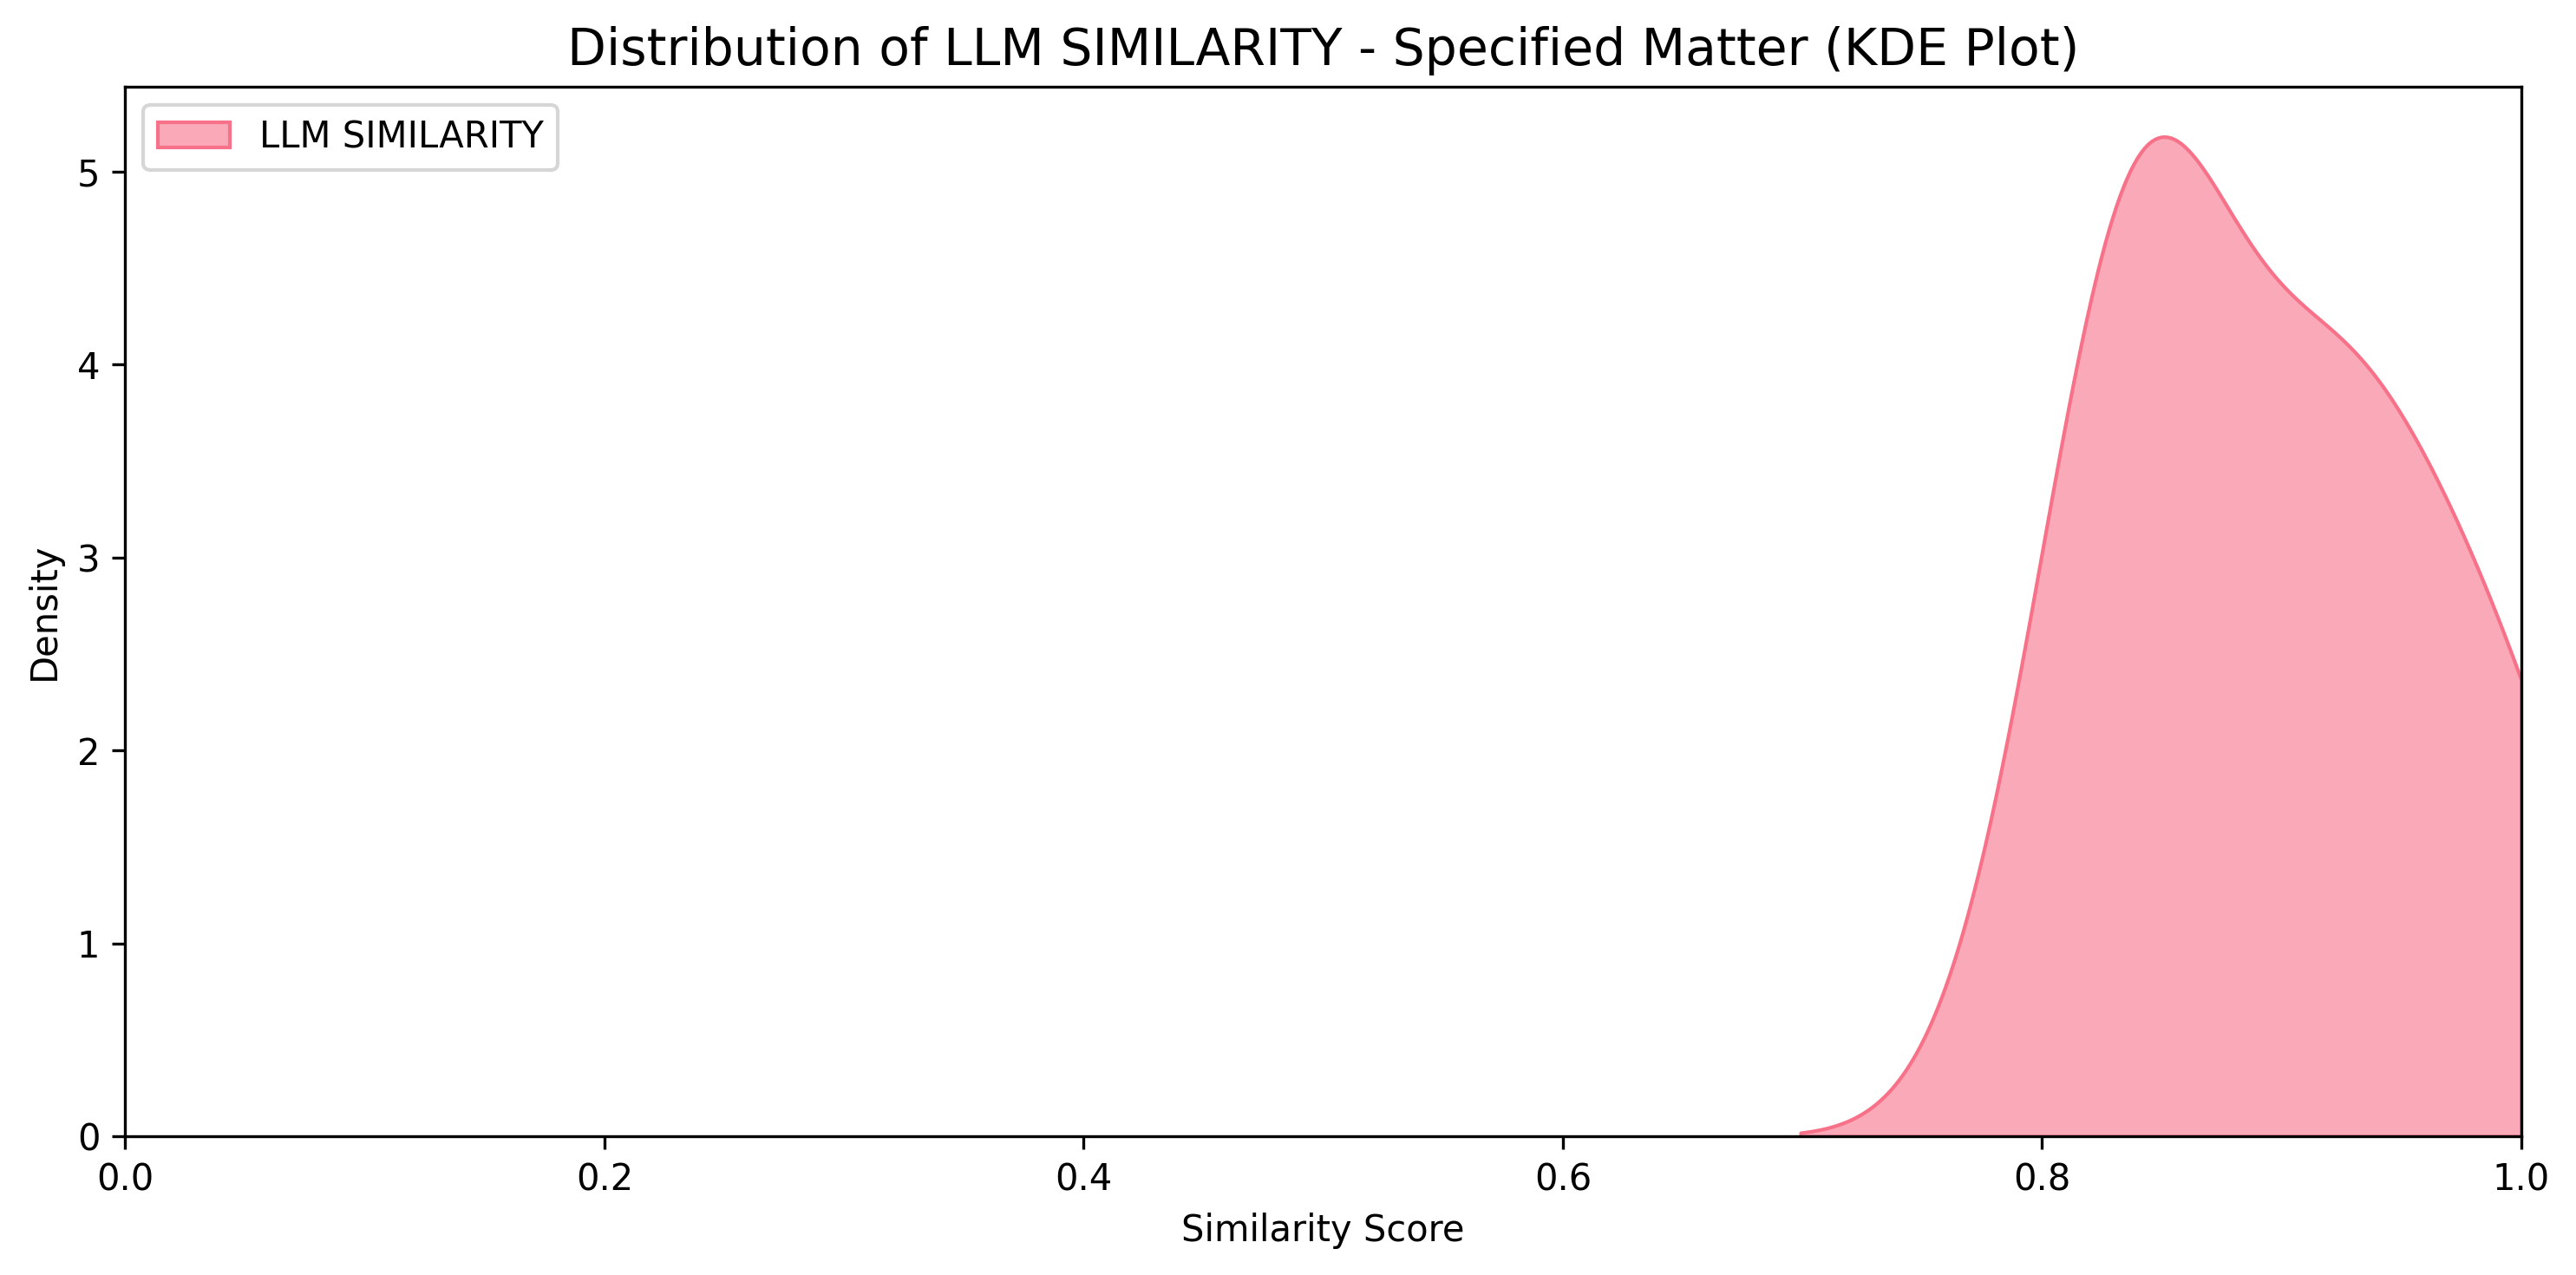 Distribution of LLM SIMILARITY - Specified Matter (KDE Plot)
LLM SIMILARITY
Density
5
4
3
2
1
0
0.0 0.2 0.4 0.6 0.8 1.0
Similarity Score